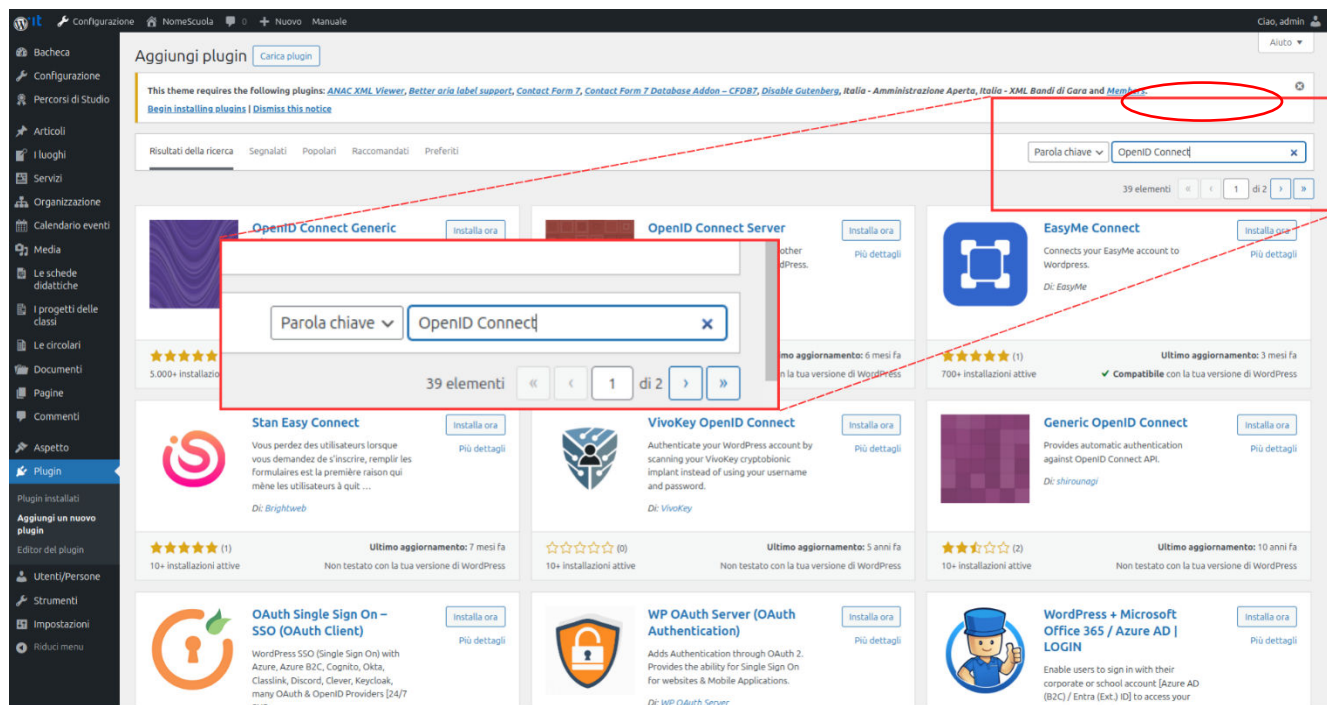 it Configurazione NomeScuola 0 + Nuovo Manuale Ciao, admin
Bacheca
Configurazione
Percorsi di Studio
Articoli
I luoghi
Servizi
Organizzazione
Calendario eventi
Media
Le schede
didattiche
I progetti delle
classi
Le circolari
Documenti
Pagine
Commenti
Aspetto
Plugin
Plugin installati
Aggiungi un nuovo
plugin
Editor del plugin
Utenti/Persone
Strumenti
Impostazioni
Riduci menu
Aiuto
Aggiungi plugin Carica plugin
This theme requires the following plugins: ANAC XML Viewer, Better aria label support, Contact Form 7, Contact Form 7 Database Addon – CFDB7, Disable Gutenberg, Italia - Amministrazione Aperta, Italia - XML Bandi di Gara and Members.
Begin installing plugins | Dismiss this notice
Risultati della ricerca Segnalati Popolari Raccomandati Preferiti Parola chiave OpenID Connect
39 elementi « ‹ 1 di 2 › »
OpenID Connect Generic
Installa ora
5.000+ installazio
Parola chiave OpenID Connect
39 elementi « ‹ 1 di 2 › »
OpenID Connect Server
Installa ora
Più dettagli
other
dPress.
mo aggiornamento: 6 mesi fa
n la tua versione di WordPress
EasyMe Connect
Installa ora
Più dettagli
Connects your EasyMe account to
Wordpress.
Di: EasyMe
(1) Ultimo aggiornamento: 3 mesi fa
700+ installazioni attive Compatibile con la tua versione di WordPress
Stan Easy Connect
Installa ora
Più dettagli
Vous perdez des utilisateurs lorsque
vous demandez de s'inscrire, remplir les
formulaires est la première raison qui
mène les utilisateurs à quit …
Di: Brightweb
(1) Ultimo aggiornamento: 7 mesi fa
10+ installazioni attive Non testato con la tua versione di WordPress
VivoKey OpenID Connect
Installa ora
Più dettagli
Authenticate your WordPress account by
scanning your VivoKey cryptobionic
implant instead of using your username
and password.
Di: VivoKey
(0) Ultimo aggiornamento: 5 anni fa
10+ installazioni attive Non testato con la tua versione di WordPress
Generic OpenID Connect
Installa ora
Più dettagli
Provides automatic authentication
against OpenID Connect API.
Di: shirounagi
(2) Ultimo aggiornamento: 10 anni fa
10+ installazioni attive Non testato con la tua versione di WordPress
OAuth Single Sign On –
SSO (OAuth Client)
Installa ora
Più dettagli
WordPress SSO (Single Sign On) with
Azure, Azure B2C, Cognito, Okta,
Classlink, Discord, Clever, Keycloak,
many OAuth & OpenID Providers [24/7
WP OAuth Server (OAuth
Authentication)
Installa ora
Più dettagli
Adds Authentication through OAuth 2.
Provides the ability for Single Sign On
for websites & Mobile Applications.
Di: WP OAuth Server
WordPress + Microsoft
Office 365 / Azure AD |
LOGIN
Installa ora
Più dettagli
Enable users to sign in with their
corporate or school account [Azure AD
(B2C) / Entra (Ext.) ID] to access your